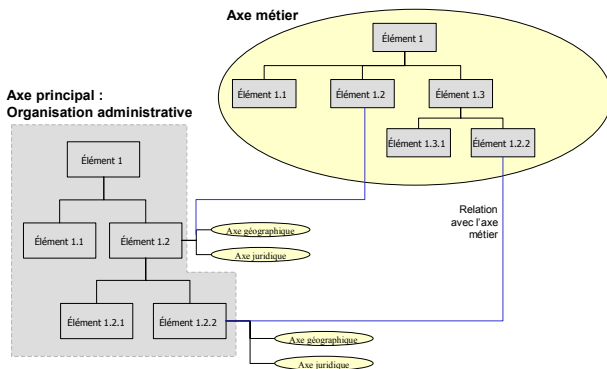 Axe métier
Élément 1
Élément 1.1
Élément 1.2
Élément 1.3
Élément 1.3.1
Élément 1.2.2
Axe principal :
Organisation administrative
Élément 1
Élément 1.1
Élément 1.2
Axe géographique
Axe juridique
Relation
avec l'axe
métier
Élément 1.2.1
Élément 1.2.2
Axe géographique
Axe juridique